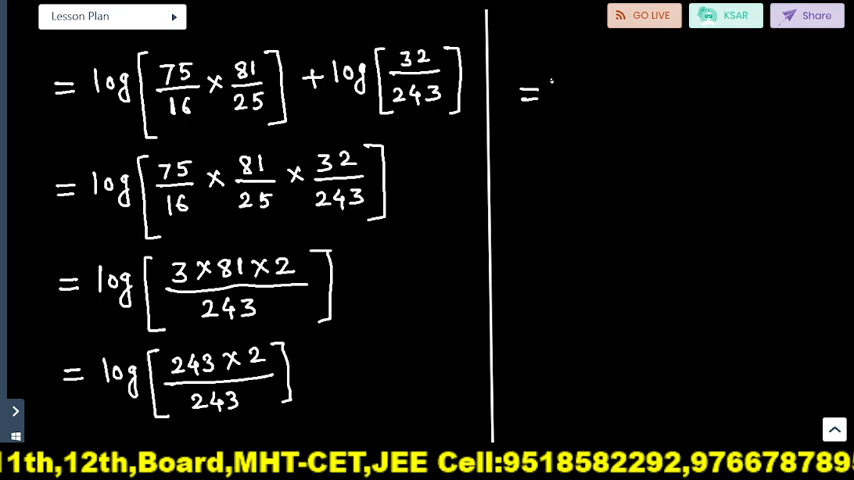 Lesson Plan
GO LIVE
KSAR
Share
= log[75/16 × 81/25] + log[32/243]
= log[75/16 × 81/25 × 32/243]
= log[3×81×2/243]
= log[243×2/243]
=
11th,12th,Board,MHT-CET,JEE Cell:9518582292,976678789